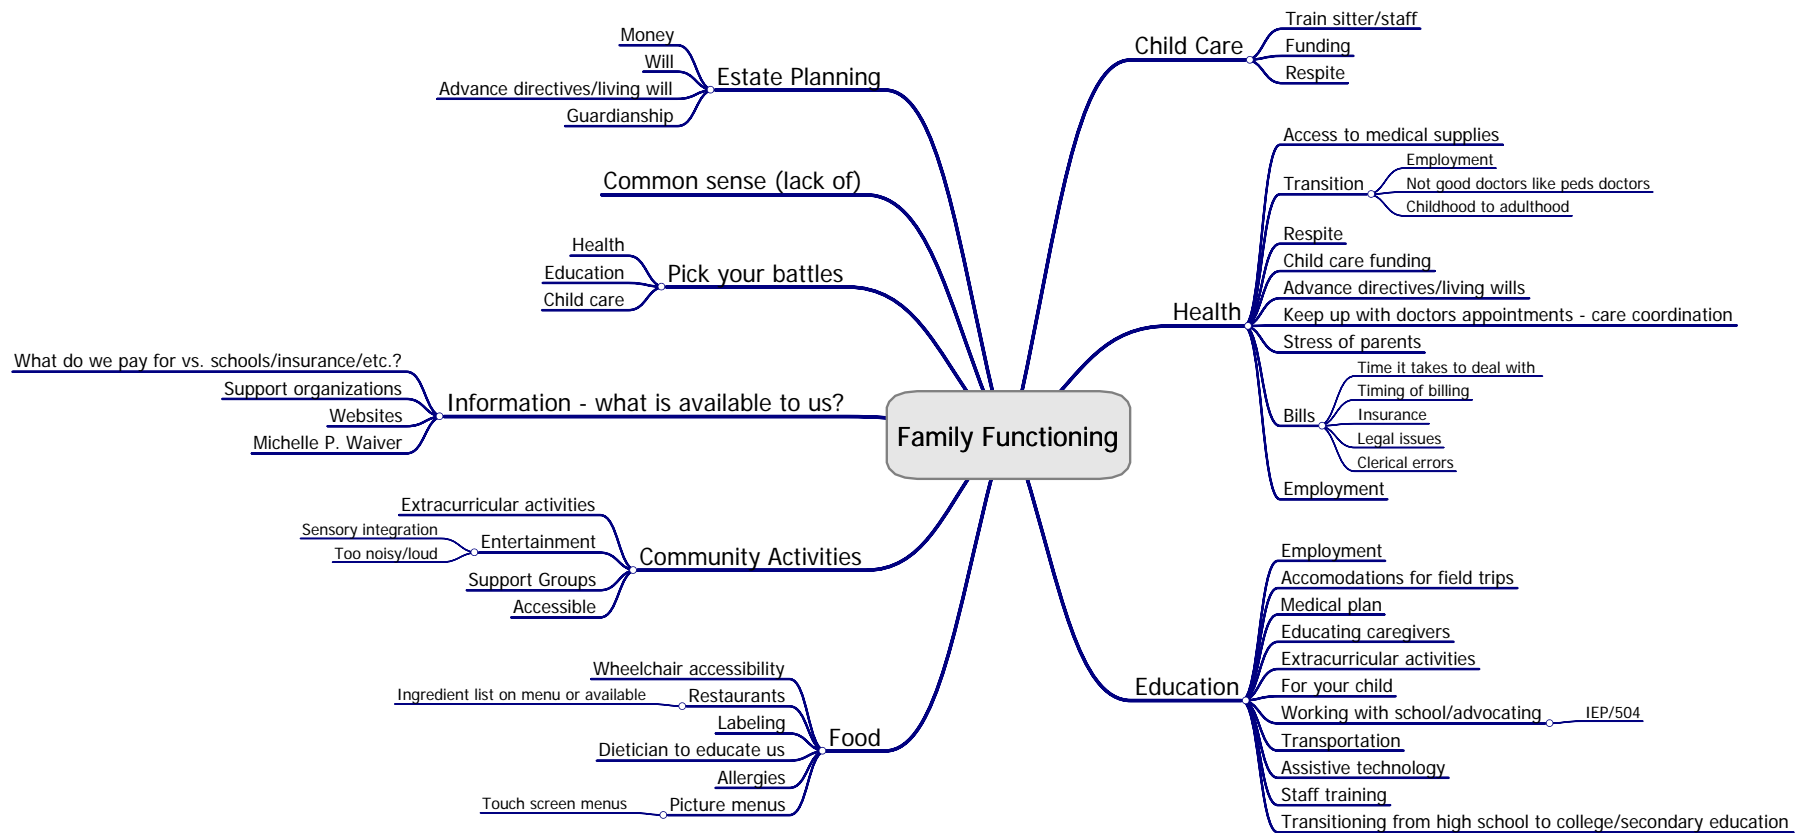 Family Functioning
Estate Planning
Money
Will
Advance directives/living will
Guardianship
Common sense (lack of)
Pick your battles
Health
Education
Child care
Information - what is available to us?
What do we pay for vs. schools/insurance/etc.?
Support organizations
Websites
Michelle P. Waiver
Community Activities
Extracurricular activities
Entertainment
Sensory integration
Too noisy/loud
Support Groups
Accessible
Food
Wheelchair accessibility
Restaurants
Ingredient list on menu or available
Labeling
Dietician to educate us
Allergies
Picture menus
Touch screen menus
Child Care
Train sitter/staff
Funding
Respite
Health
Access to medical supplies
Transition
Employment
Not good doctors like peds doctors
Childhood to adulthood
Respite
Child care funding
Advance directives/living wills
Keep up with doctors appointments - care coordination
Stress of parents
Bills
Time it takes to deal with
Timing of billing
Insurance
Legal issues
Clerical errors
Employment
Education
Employment
Accomodations for field trips
Medical plan
Educating caregivers
Extracurricular activities
For your child
Working with school/advocating
IEP/504
Transportation
Assistive technology
Staff training
Transitioning from high school to college/secondary education